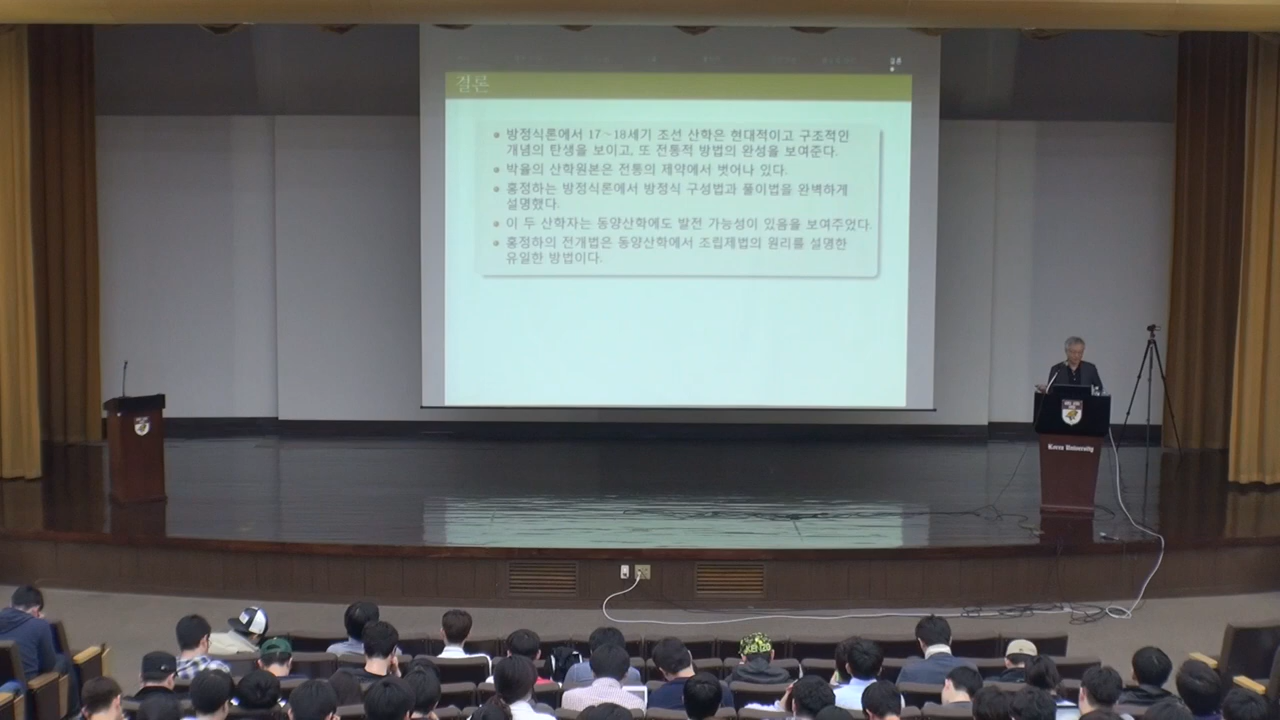 결론
결론
방정식론에서 17~18세기 조선 산학은 현대적이고 구조적인
개념의 탄생을 보이고, 또 전통적 방법의 완성을 보여준다.
박율의 산학원본은 전통의 제약에서 벗어나 있다.
홍정하는 방정식론에서 방정식 구성법과 풀이법을 완벽하게
설명했다.
이 두 산학자는 동양산학에도 발전 가능성이 있음을 보여주었다.
홍정하의 전개법은 동양산학에서 조립제법의 원리를 설명한
유일한 방법이다.
Korea University